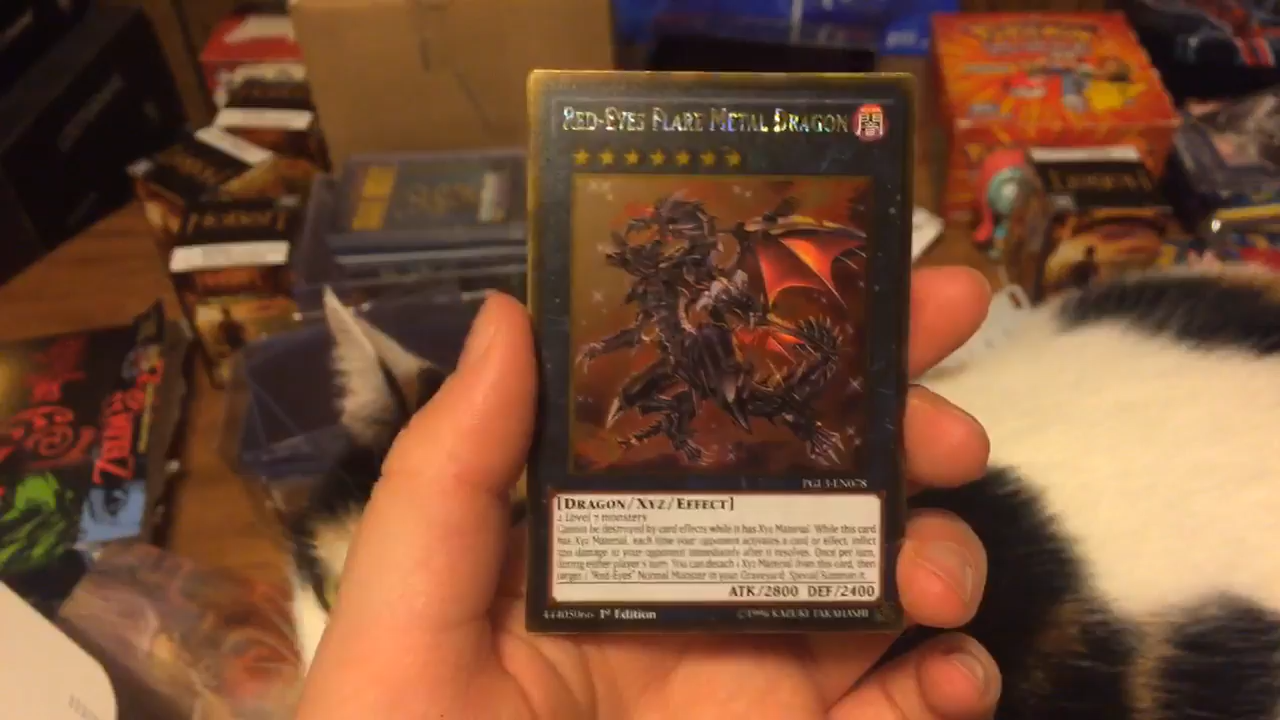 RED-EYES FLARE METAL DRAGON
PGL3-EN078
[DRAGON/XYZ/EFFECT]
2 Level 7 monsters
Cannot be destroyed by card effects while it has Xyz Material. While this card
has Xyz Material, each time your opponent activates a card or effect, inflict
500 damage to your opponent immediately after it resolves. Once per turn,
during either player's turn: You can detach 1 Xyz Material from this card, then
target 1 "Red-Eyes" Normal Monster in your Graveyard; Special Summon it.
ATK/2800 DEF/2400
44405066 1st Edition
©1996 KAZUKI TAKAHASHI
HOBBIT